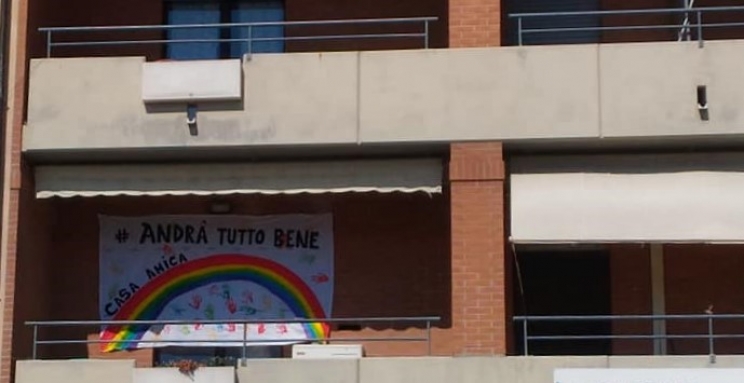 # ANDRÀ TUTTO BENE
CASA AMICA